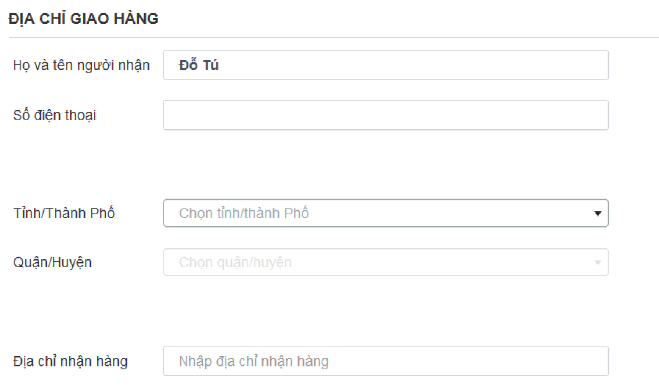 ĐỊA CHỈ GIAO HÀNG
Họ và tên người nhận Đỗ Tú
Số điện thoại
Tỉnh/Thành Phố Chọn tỉnh/thành Phố
Quận/Huyện Chọn quận/huyện
Địa chỉ nhận hàng Nhập địa chỉ nhận hàng